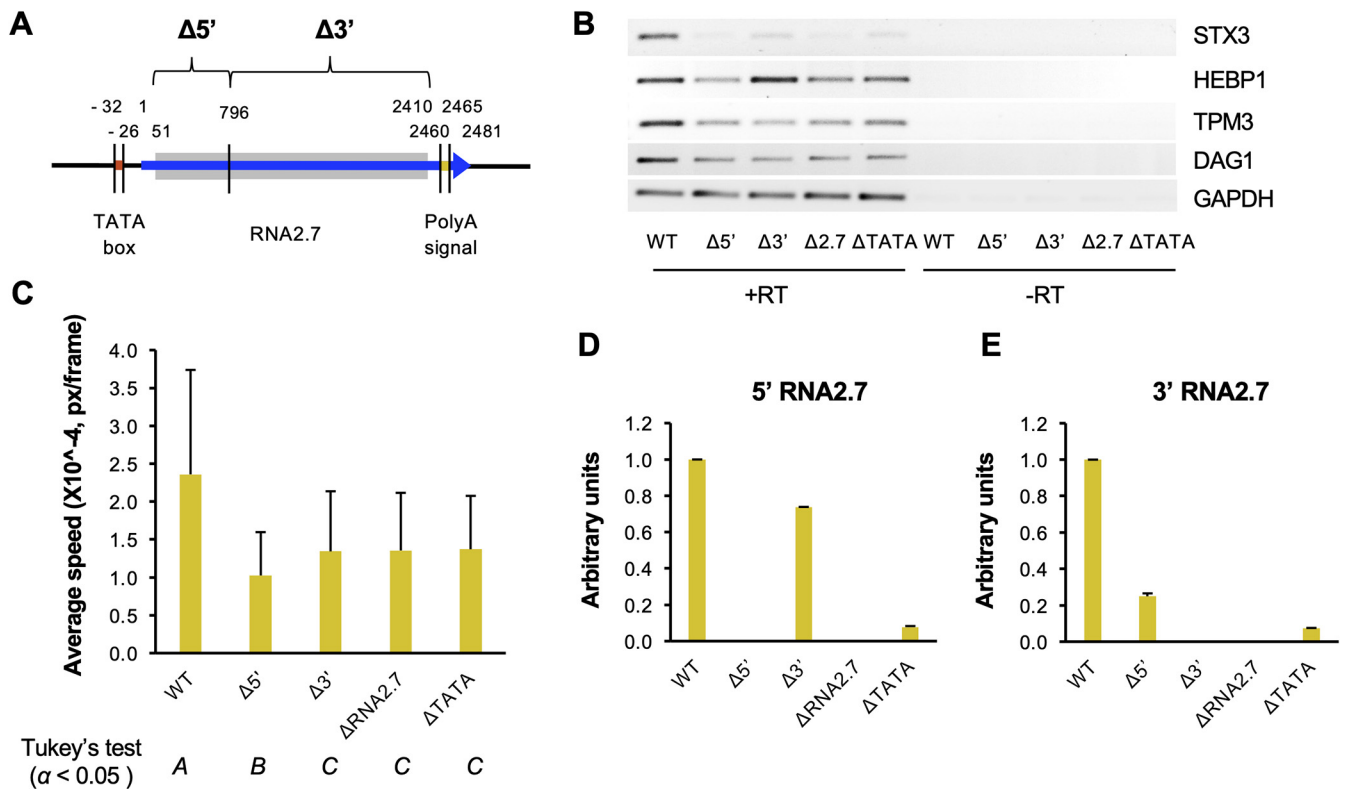 A
Δ5’ Δ3’
- 32 1 2410 2465
796
- 26 51 2460 2481
TATA
box
RNA2.7
PolyA
signal
B
STX3
HEBP1
TPM3
DAG1
GAPDH
WT Δ5’ Δ3’ Δ2.7 ΔTATA WT Δ5’ Δ3’ Δ2.7 ΔTATA
+RT -RT
C
Average speed (X10^-4, px/frame)
4.0
3.5
3.0
2.5
2.0
1.5
1.0
0.5
0.0
WT Δ5’ Δ3’ ΔRNA2.7 ΔTATA
Tukey’s test
(α < 0.05 )
A B C C C
D
5’ RNA2.7
Arbitrary units
1.2
1.0
0.8
0.6
0.4
0.2
0.0
WT Δ5’ Δ3’ ΔRNA2.7 ΔTATA
E
3’ RNA2.7
Arbitrary units
1.2
1.0
0.8
0.6
0.4
0.2
0.0
WT Δ5’ Δ3’ ΔRNA2.7 ΔTATA